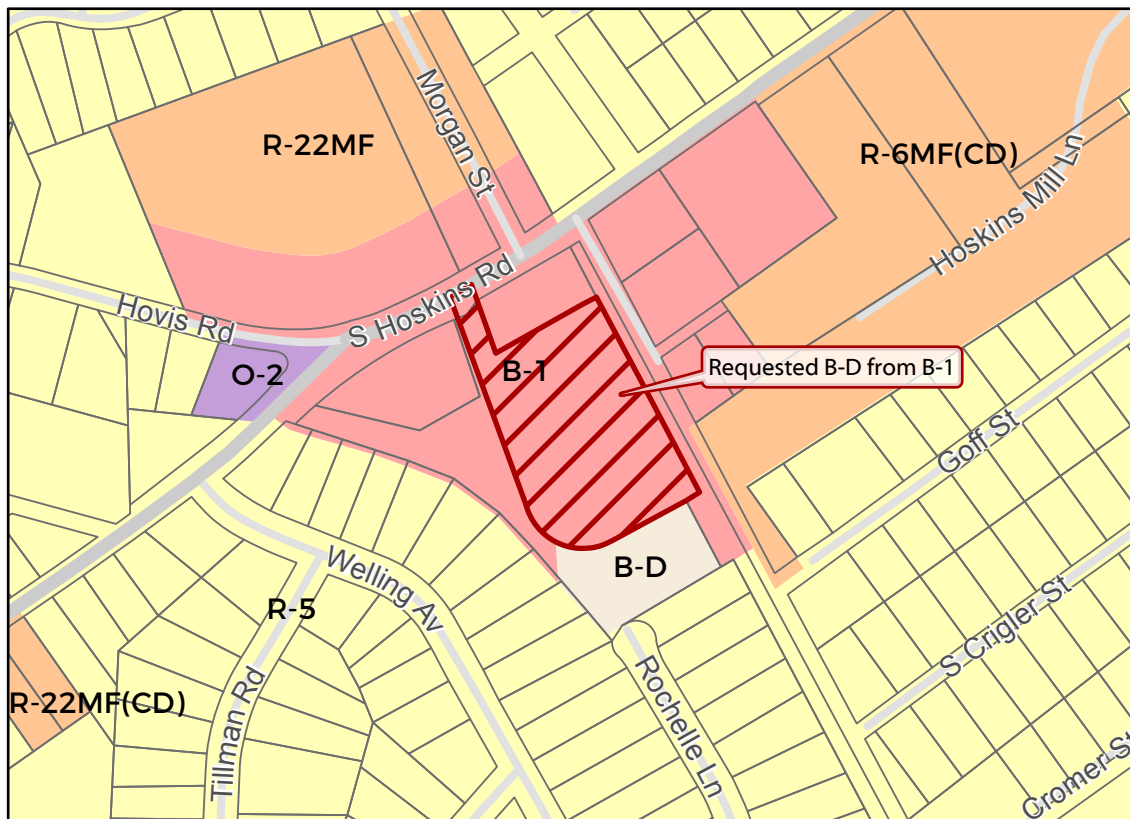 Morgan St
R-22MF
R-6MF(CD)
Hoskins Mill Ln
S Hoskins Rd
Hovis Rd
O-2
B-1
Requested B-D from B-1
Goff St
B-D
Welling Av
R-5
S Crigler St
Rochelle Ln
R-22MF(CD)
Tillman Rd
Cromer St